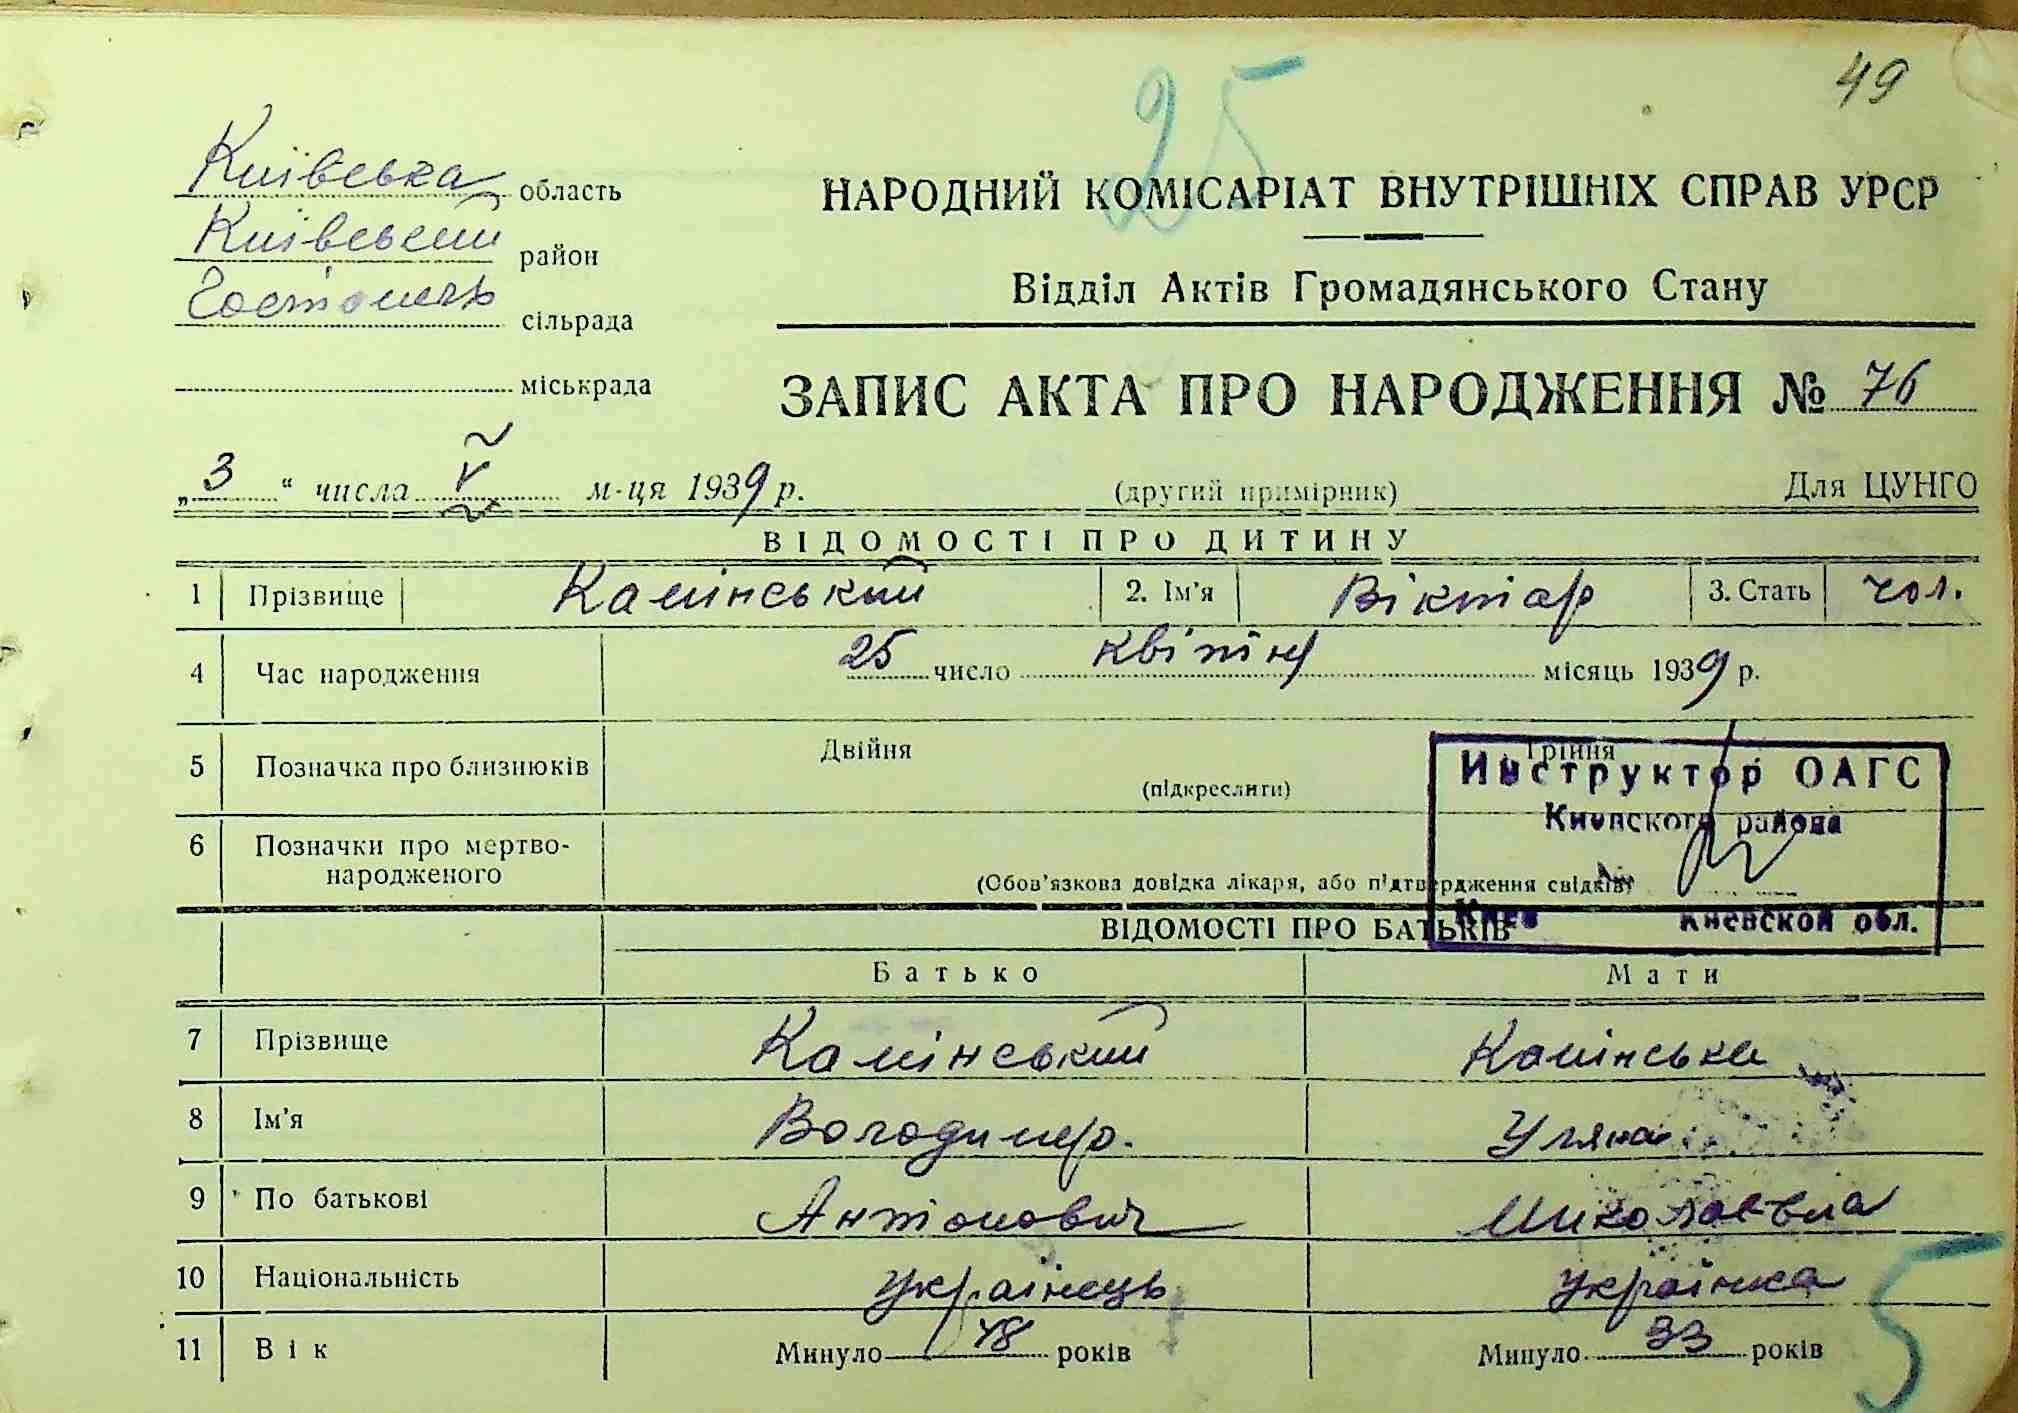 49
25
Київська область
Київський район
Гостомель сільрада
міськрада
НАРОДНИЙ КОМІСАРІАТ ВНУТРІШНІХ СПРАВ УРСР
Відділ Актів Громадянського Стану
ЗАПИС АКТА ПРО НАРОДЖЕННЯ № 76
„3“ числа V м-ця 1939 р. (другий примірник) Для ЦУНГО
ВІДОМОСТІ ПРО ДИТИНУ
1 Прізвище Камінський 2. Ім'я Віктор 3. Стать чол.
4 Час народження 25 число квітня місяць 1939 р.
5 Позначка про близнюків Двійня Трійня
(підкреслити)
Инструктор ОАГС
Киевского района
6 Позначки про мертво-
народженого
(Обов'язкова довідка лікаря, або підтвердження свідків)
Киев Киевской обл.
ВІДОМОСТІ ПРО БАТЬКІВ
Батько Мати
7 Прізвище Камінський Камінська
8 Ім'я Володимир. Уляна
9 По батькові Антонович Миколаєвна
10 Національність українець українка
11 Вік Минуло 48 років Минуло 33 років
5